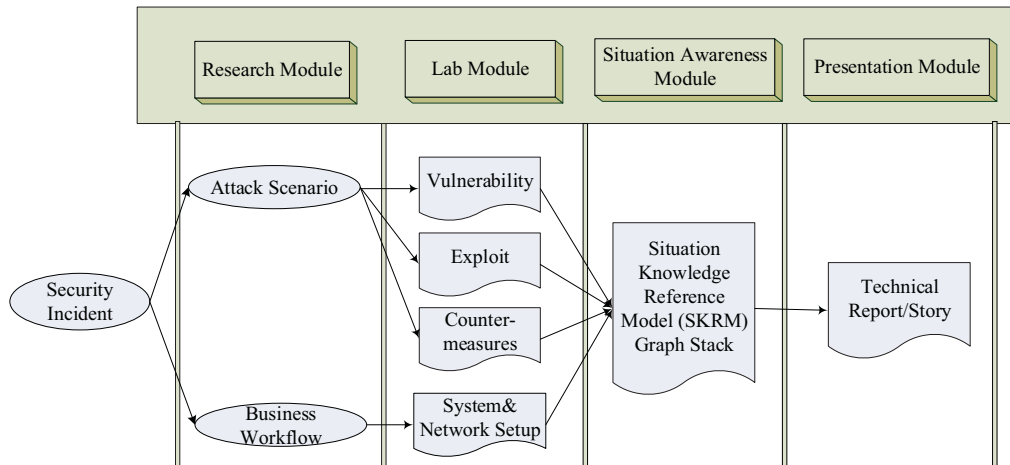 Research Module
Lab Module
Situation Awareness
Module
Presentation Module
Attack Scenario
Vulnerability
Exploit
Counter-
measures
Security
Incident
Business
Workflow
System&
Network Setup
Situation
Knowledge
Reference
Model (SKRM)
Graph Stack
Technical
Report/Story